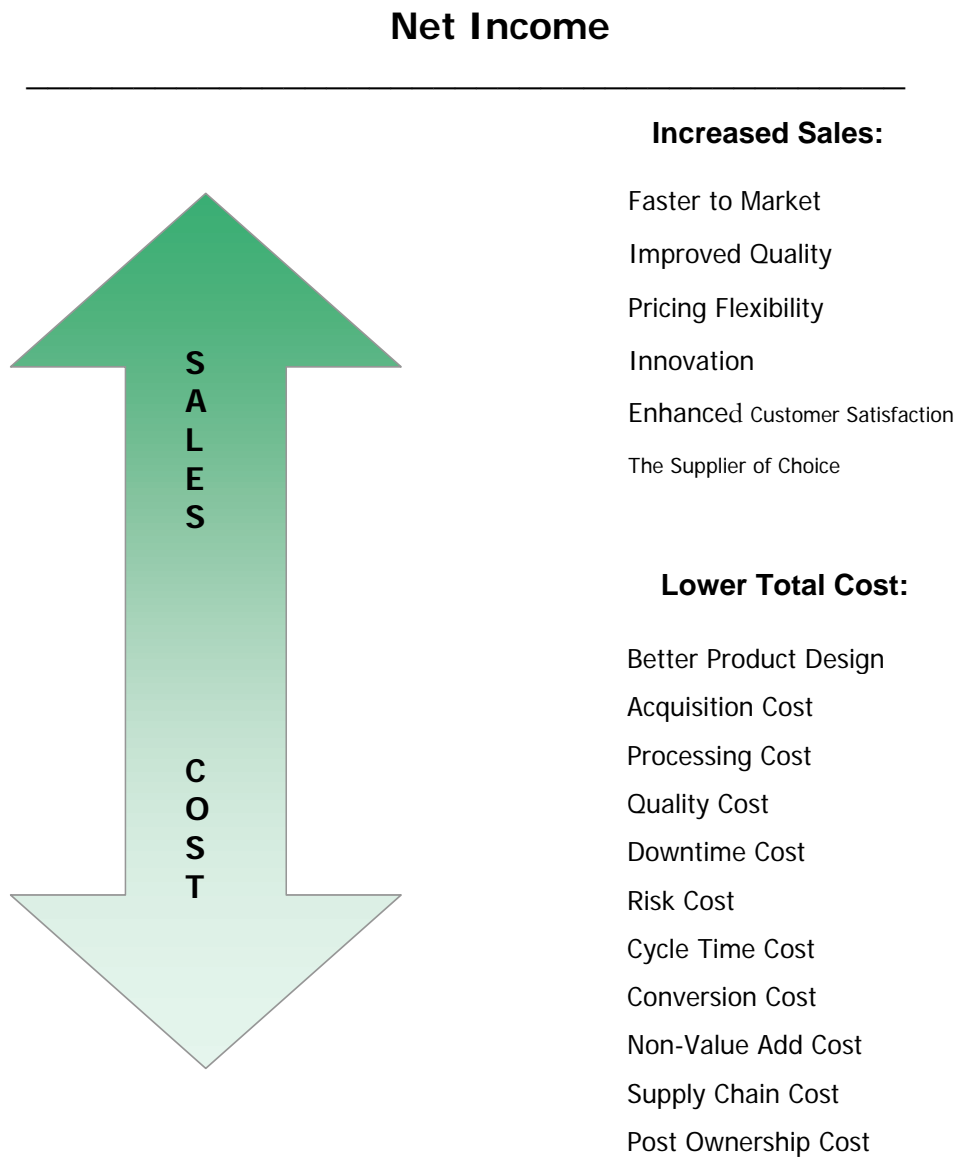 Net Income
Increased Sales:
Faster to Market
Improved Quality
Pricing Flexibility
Innovation
Enhanced Customer Satisfaction
The Supplier of Choice
SALES
Lower Total Cost:
Better Product Design
Acquisition Cost
Processing Cost
Quality Cost
Downtime Cost
Risk Cost
Cycle Time Cost
Conversion Cost
Non-Value Add Cost
Supply Chain Cost
Post Ownership Cost
COST